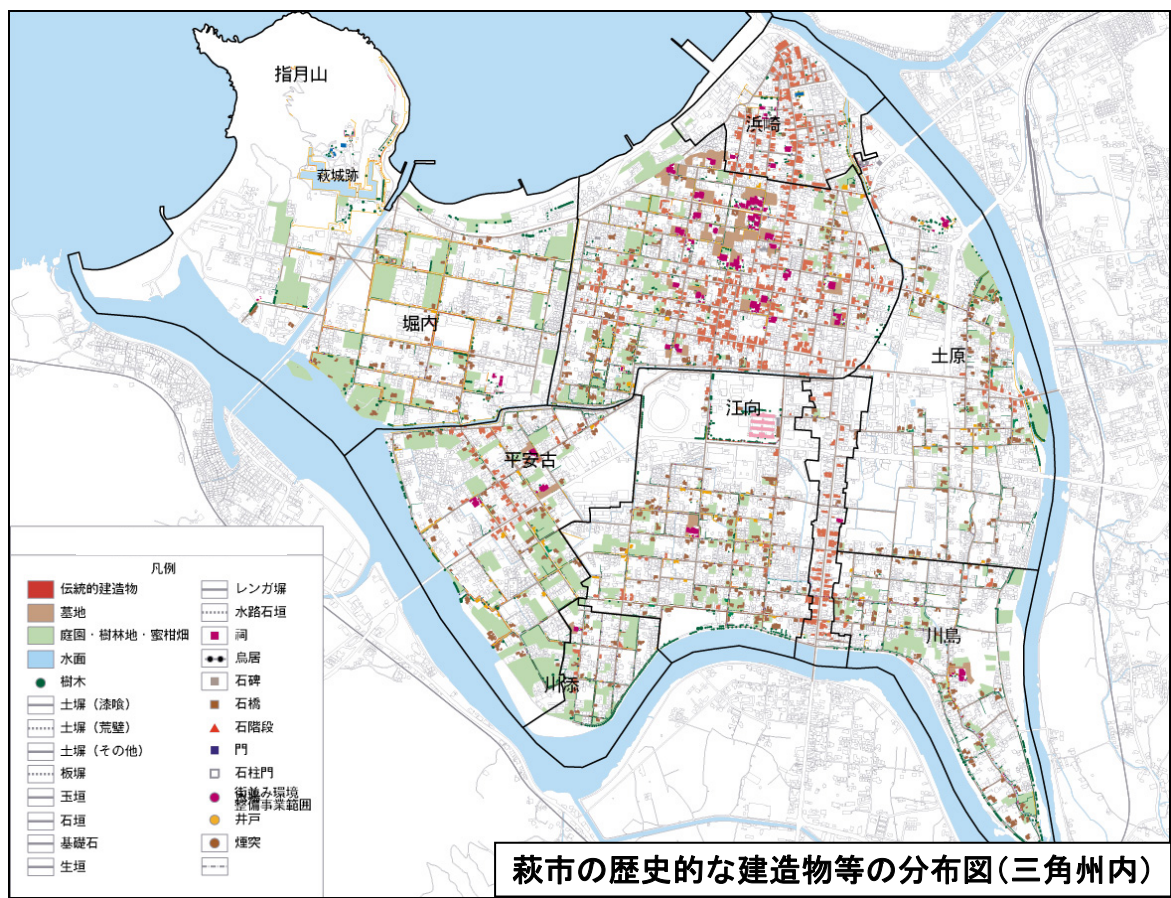 指月山
浜崎
萩城跡
堀内
土原
江向
平安古
川島
川添
凡例
伝統的建造物
墓地
庭園・樹林地・蜜柑畑
水面
樹木
土塀（漆喰）
土塀（荒壁）
土塀（その他）
板塀
玉垣
石垣
基礎石
生垣
レンガ塀
水路石垣
祠
鳥居
石碑
石橋
石階段
門
石柱門
街並み環境
整備事業範囲
井戸
煙突
萩市の歴史的な建造物等の分布図（三角州内）